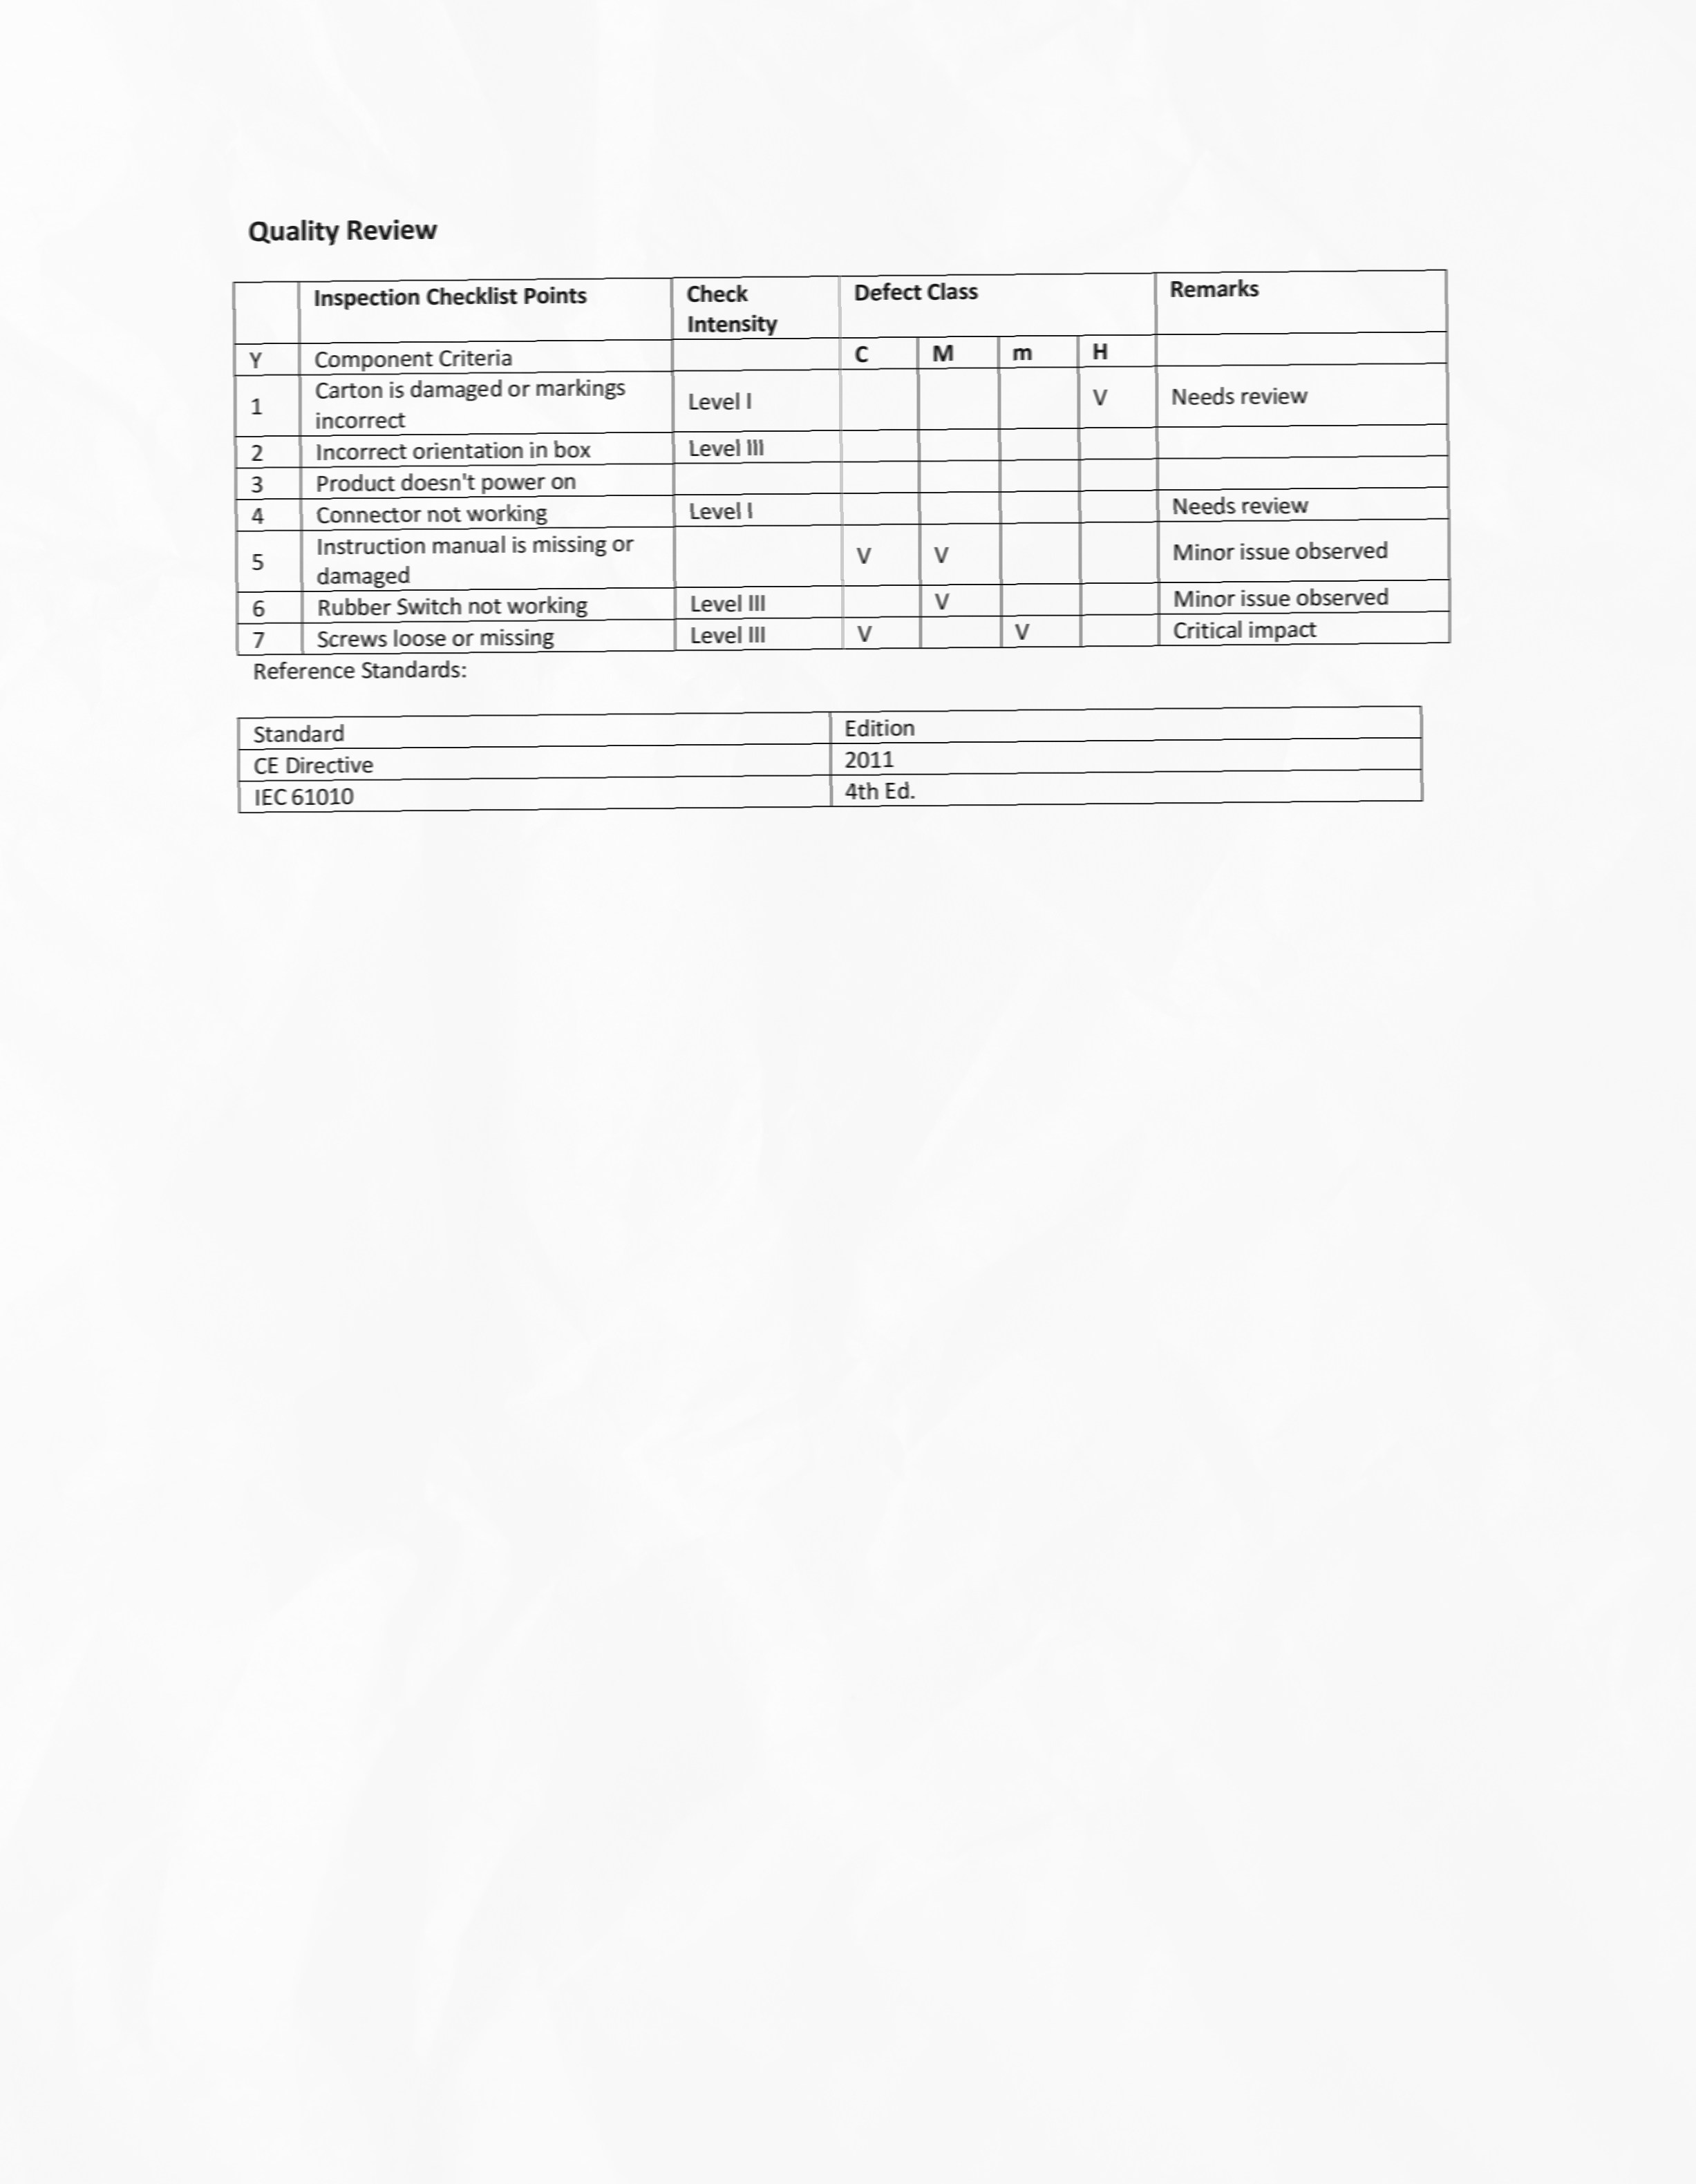 Quality Review
Inspection Checklist Points Check Intensity Defect Class Remarks
Y Component Criteria C M m H
1 Carton is damaged or markings incorrect Level I V Needs review
2 Incorrect orientation in box Level III
3 Product doesn't power on
4 Connector not working Level I Needs review
5 Instruction manual is missing or damaged V V Minor issue observed
6 Rubber Switch not working Level III V Minor issue observed
7 Screws loose or missing Level III V V Critical impact
Reference Standards:
Standard Edition
CE Directive 2011
IEC 61010 4th Ed.